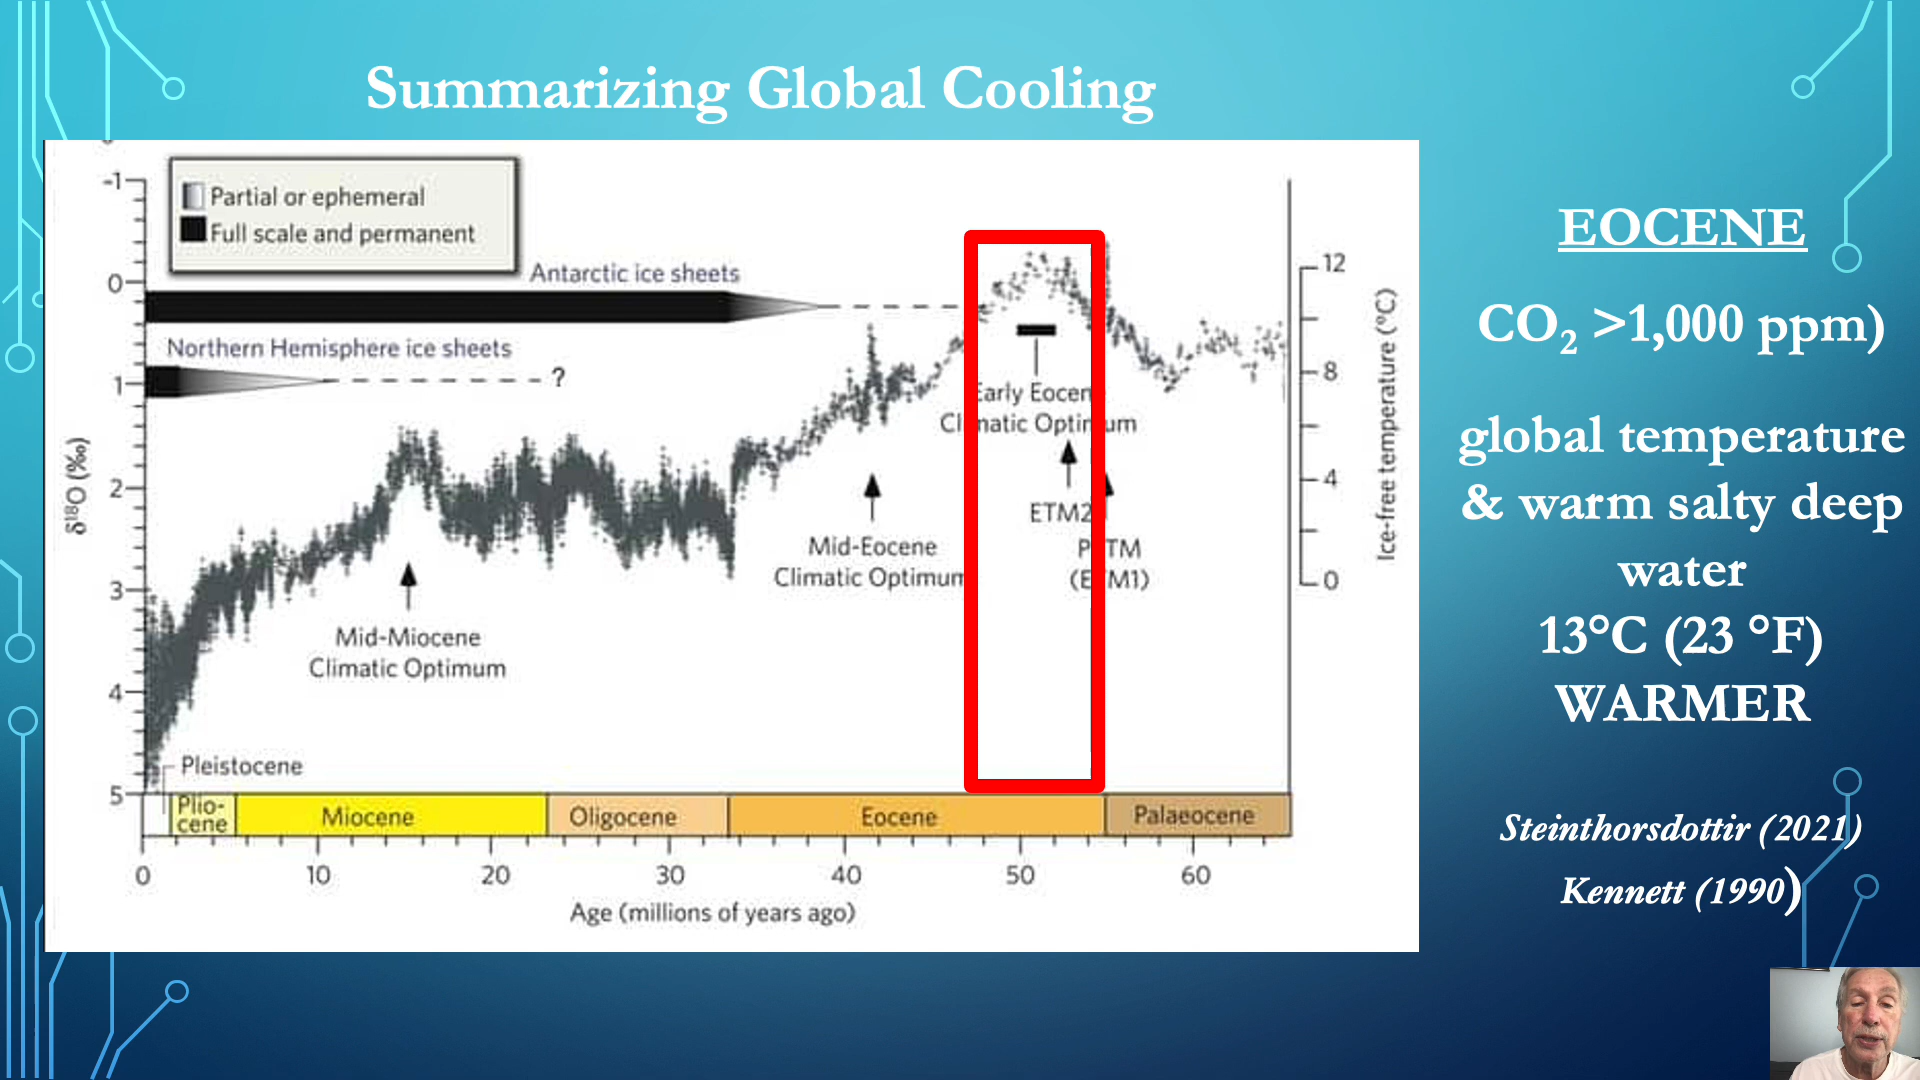 Summarizing Global Cooling
Partial or ephemeral
Full scale and permanent
Antarctic ice sheets
Northern Hemisphere ice sheets
?
Early Eocen
Climatic Optimum
ETM2
PETM
(ETM1)
Mid-Eocene
Climatic Optimum
Mid-Miocene
Climatic Optimum
Pleistocene
Plio-
cene
Miocene
Oligocene
Eocene
Palaeocene
-1
0
1
2
3
4
5
δ¹⁸O (‰)
12
8
4
0
Ice-free temperature (°C)
0 10 20 30 40 50 60
Age (millions of years ago)
EOCENE
CO₂ >1,000 ppm)
global temperature
& warm salty deep
water
13°C (23 °F)
WARMER
Steinthorsdottir (2021)
Kennett (1990)